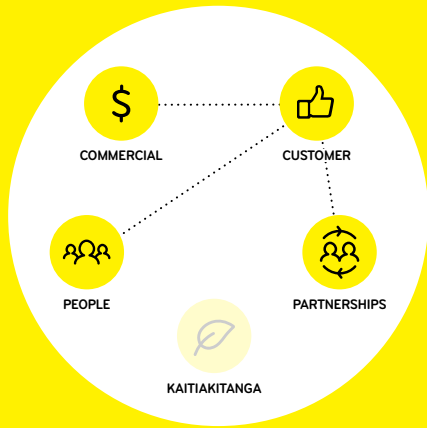 $
COMMERCIAL
CUSTOMER
PEOPLE
PARTNERSHIPS
KAITIAKITANGA